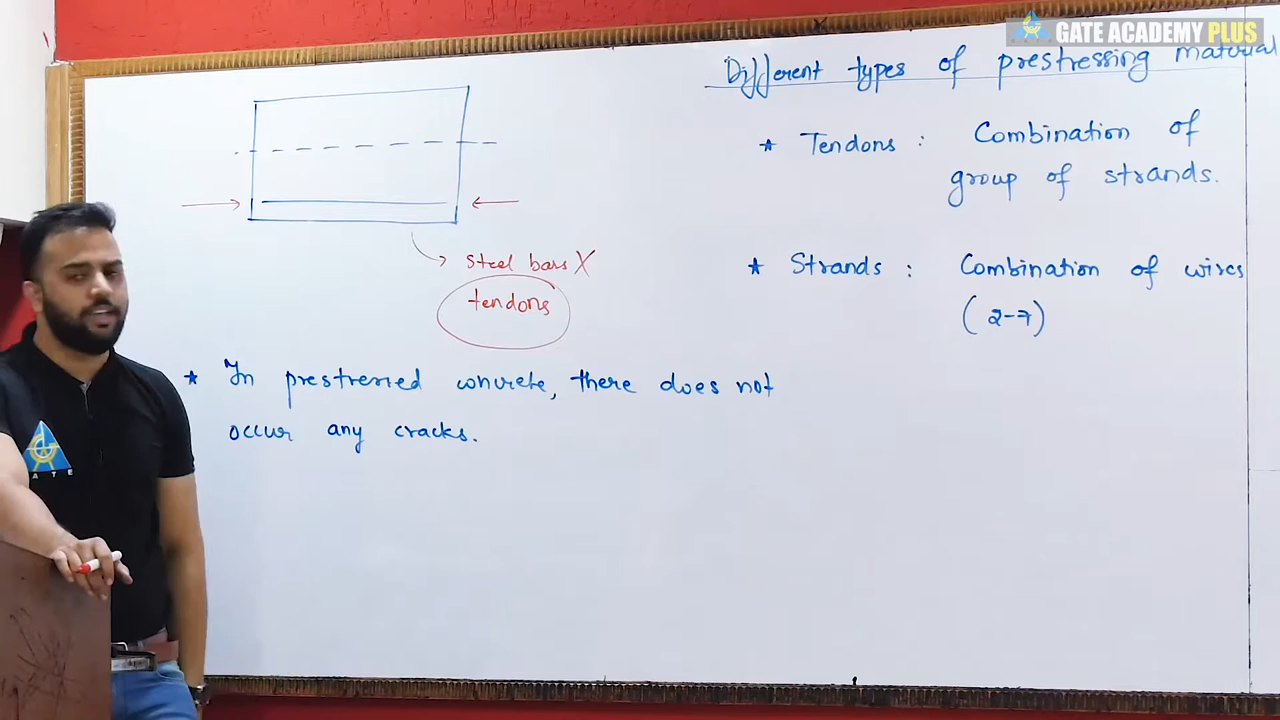 GATE ACADEMY PLUS
Different types of prestressing material
* Tendons : Combination of
group of strands.
* Strands : Combination of wires
(2-7)
steel bars X
tendons
* In prestressed concrete, there does not
occur any cracks.
GATE